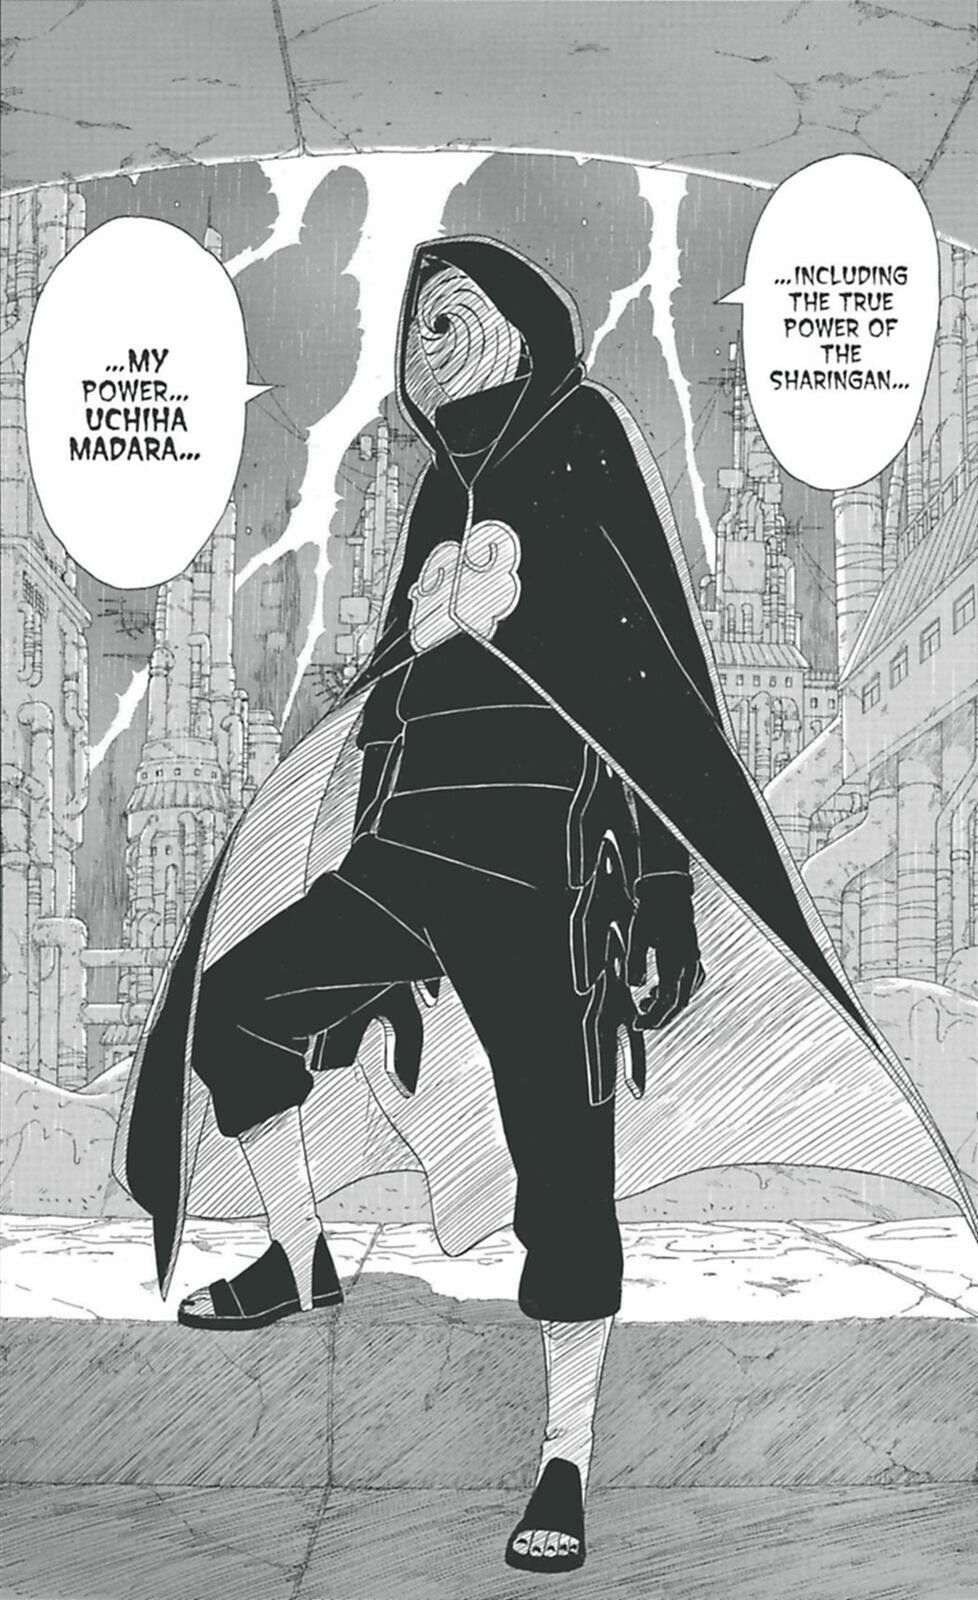 ...INCLUDING
THE TRUE
POWER OF
THE
SHARINGAN...
...MY
POWER...
UCHIHA
MADARA...